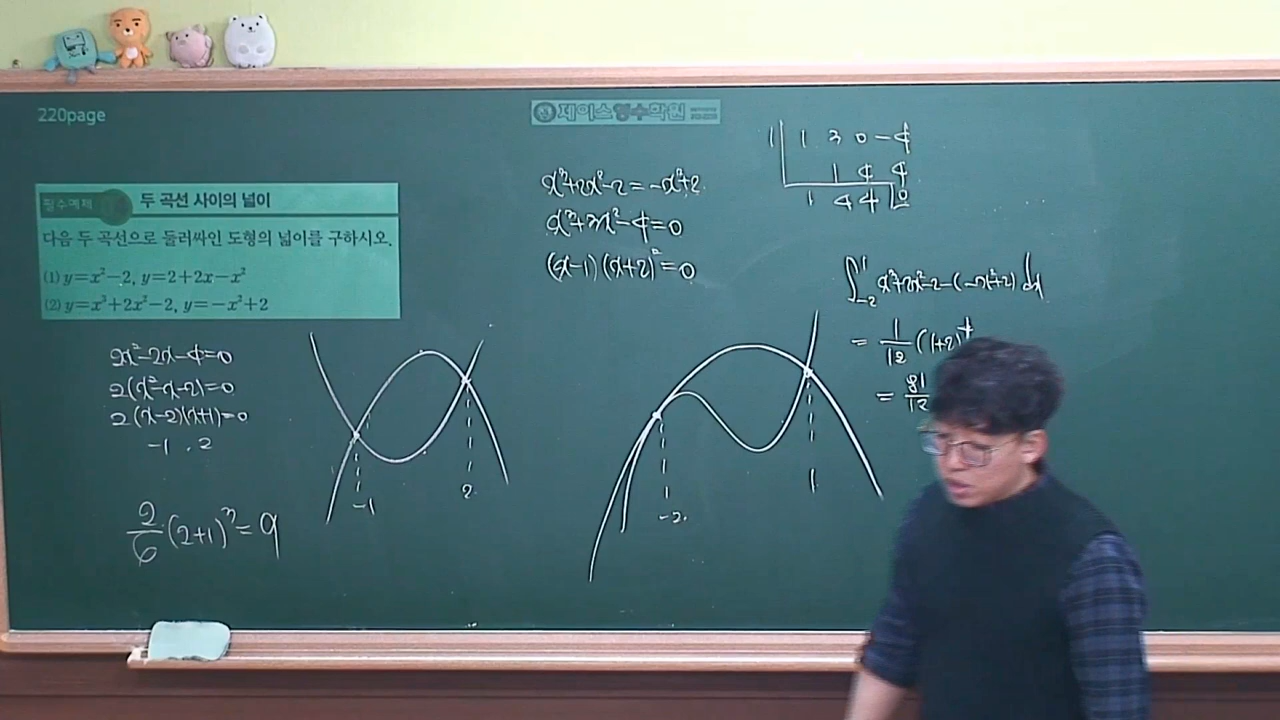 220page
제이스영수학원
필수예제
두 곡선 사이의 넓이
다음 두 곡선으로 둘러싸인 도형의 넓이를 구하시오.
(1) y=x²-2, y=2+2x-x²
(2) y=x³+2x²-2, y=-x²+2
2x²-2x-4=0
2(x²-x-2)=0
2(x-2)(x+1)=0
-1 . 2
2/6 (2+1)³=9
-1
2
x³+2x²-2=-x²+2
x³+3x²-4=0
(x-1)(x+2)²=0
1 | 1 3 0 -4
1 4 4
1 4 4 | 0
-2
1
∫₋₂¹ x³+2x²-2-(-x²+2) dx
= 1/12 (1+2)⁴
= 81/12